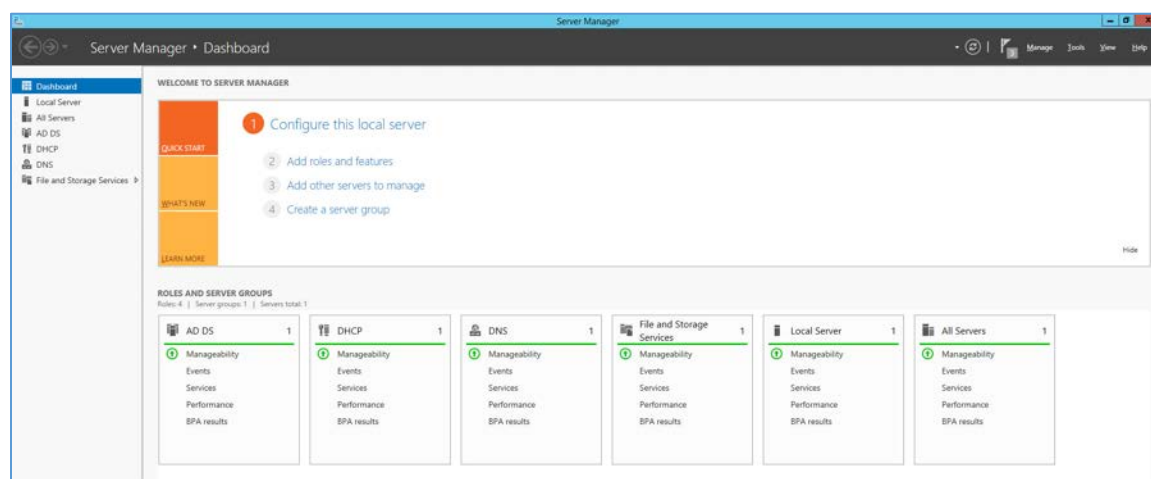 Server Manager
Server Manager • Dashboard
3
Manage Tools View Help
Dashboard
Local Server
All Servers
AD DS
DHCP
DNS
File and Storage Services
WELCOME TO SERVER MANAGER
QUICK START
WHAT'S NEW
LEARN MORE
1 Configure this local server
2 Add roles and features
3 Add other servers to manage
4 Create a server group
Hide
ROLES AND SERVER GROUPS
Roles: 4 | Server groups: 1 | Servers total: 1
AD DS 1
Manageability
Events
Services
Performance
BPA results
DHCP 1
Manageability
Events
Services
Performance
BPA results
DNS 1
Manageability
Events
Services
Performance
BPA results
File and Storage
Services 1
Manageability
Events
Services
Performance
BPA results
Local Server 1
Manageability
Events
Services
Performance
BPA results
All Servers 1
Manageability
Events
Services
Performance
BPA results